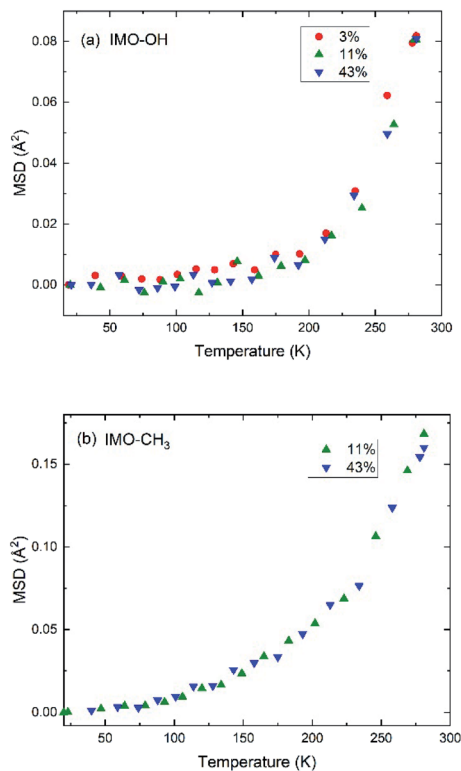 (a) IMO-OH
3%
11%
43%
MSD (Å²)
0.08
0.06
0.04
0.02
0.00
50 100 150 200 250 300
Temperature (K)
(b) IMO-CH₃
11%
43%
MSD (Å²)
0.15
0.10
0.05
0.00
50 100 150 200 250 300
Temperature (K)